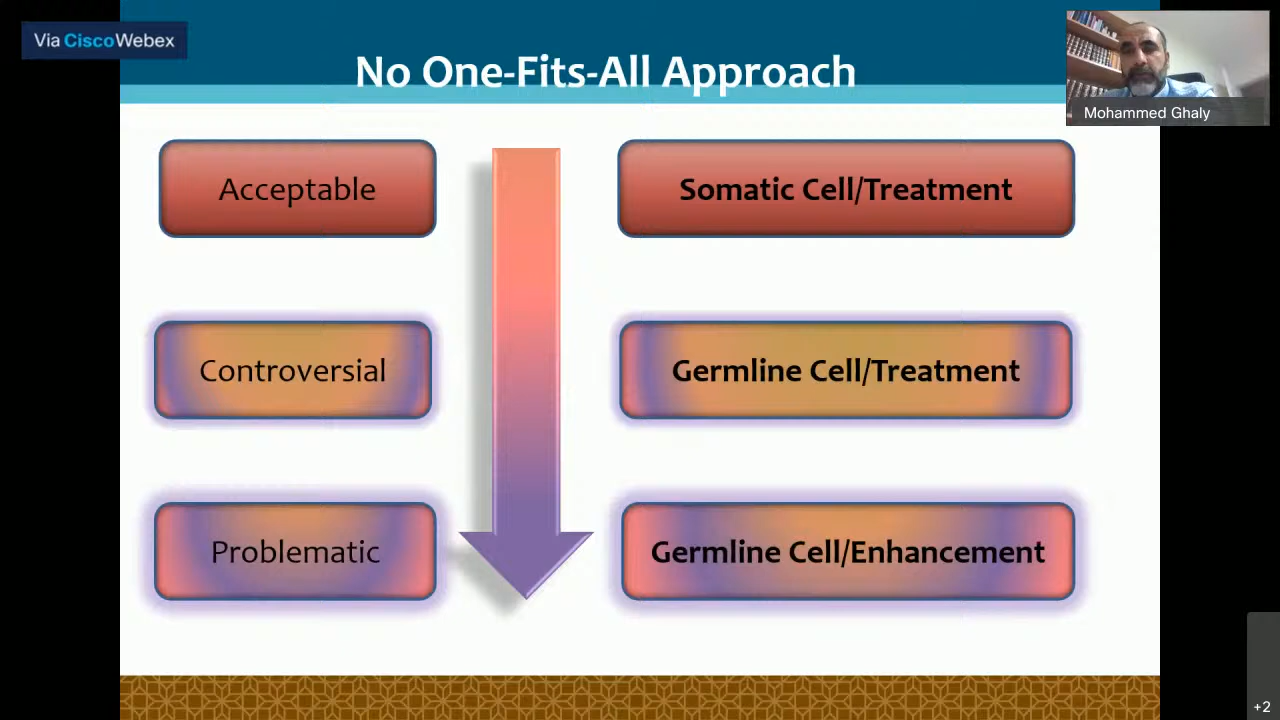 Via CiscoWebex
No One-Fits-All Approach
Mohammed Ghaly
Acceptable
Somatic Cell/Treatment
Controversial
Germline Cell/Treatment
Problematic
Germline Cell/Enhancement
+2